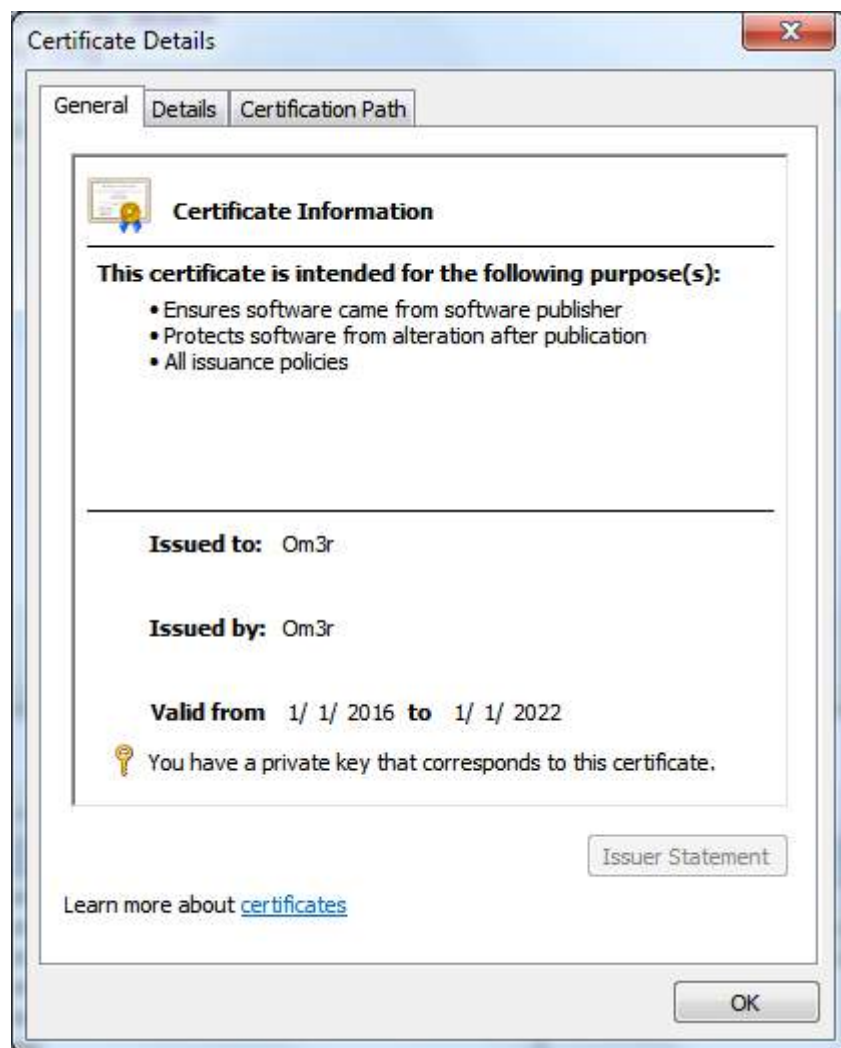 Certificate Details
General Details Certification Path
Certificate Information
This certificate is intended for the following purpose(s):
• Ensures software came from software publisher
• Protects software from alteration after publication
• All issuance policies
Issued to: Om3r
Issued by: Om3r
Valid from 1/ 1/ 2016 to 1/ 1/ 2022
You have a private key that corresponds to this certificate.
Issuer Statement
Learn more about certificates
OK